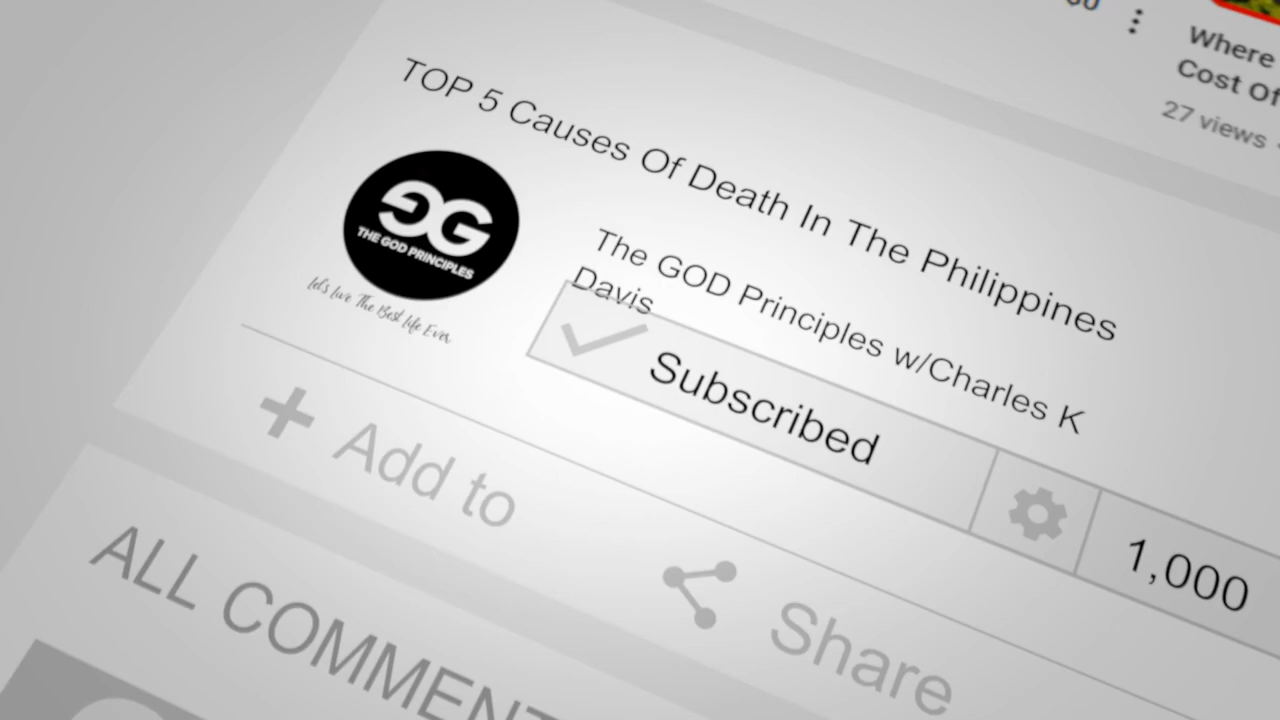 Where
Cost Of
27 views
TOP 5 Causes Of Death In The Philippines
GG
THE GOD PRINCIPLES
Let's Live The Best Life Ever
The GOD Principles w/Charles K
Davis
Subscribed
1,000
Add to
Share
ALL COMMENT